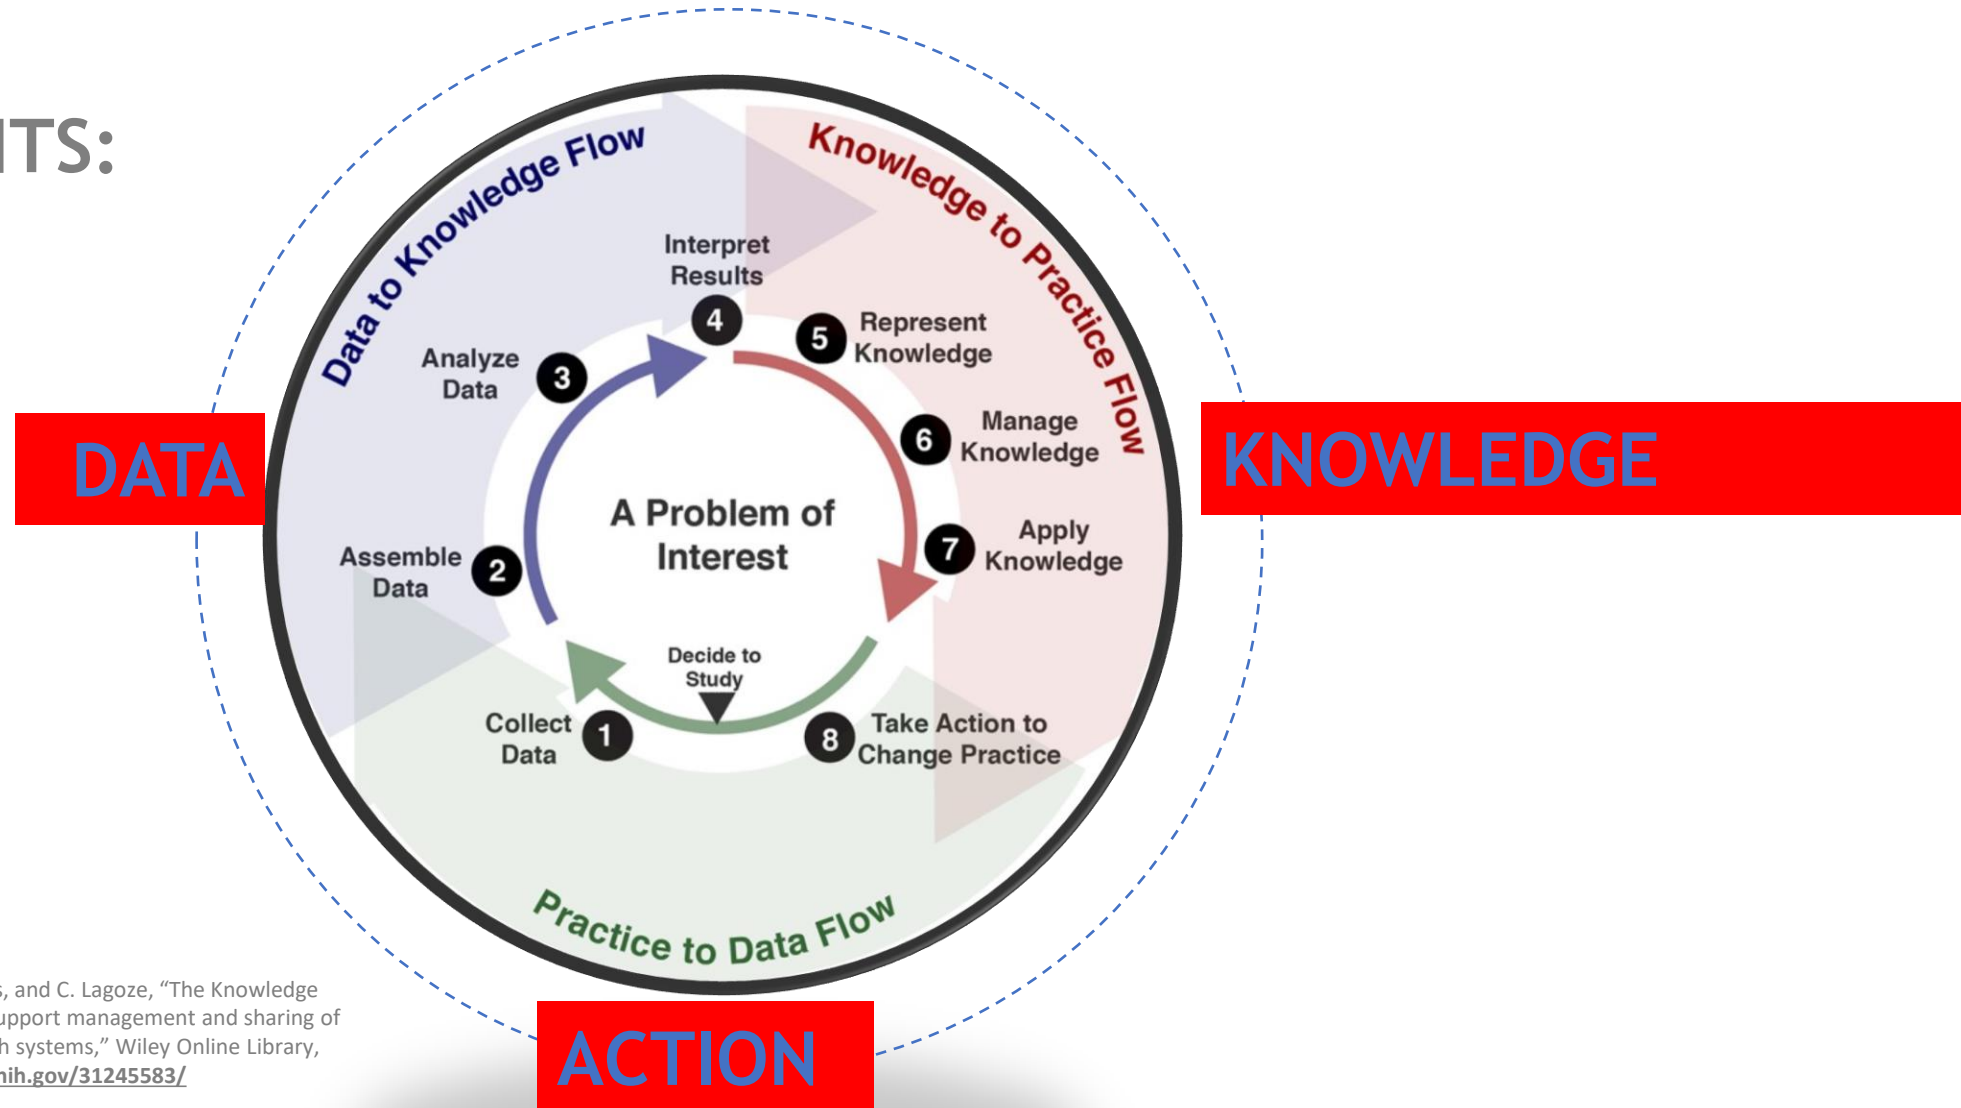 ITS:
Data to Knowledge Flow
Knowledge to Practice Flow
Interpret
Results
4
5
Represent
Knowledge
Analyze
Data
3
6
Manage
Knowledge
DATA
KNOWLEDGE
A Problem of
Interest
Assemble
Data
2
7
Apply
Knowledge
Decide to
Study
Collect
Data
1
8
Take Action to
Change Practice
Practice to Data Flow
and C. Lagoze, “The Knowledge
upport management and sharing of
h systems,” Wiley Online Library,
nih.gov/31245583/
ACTION